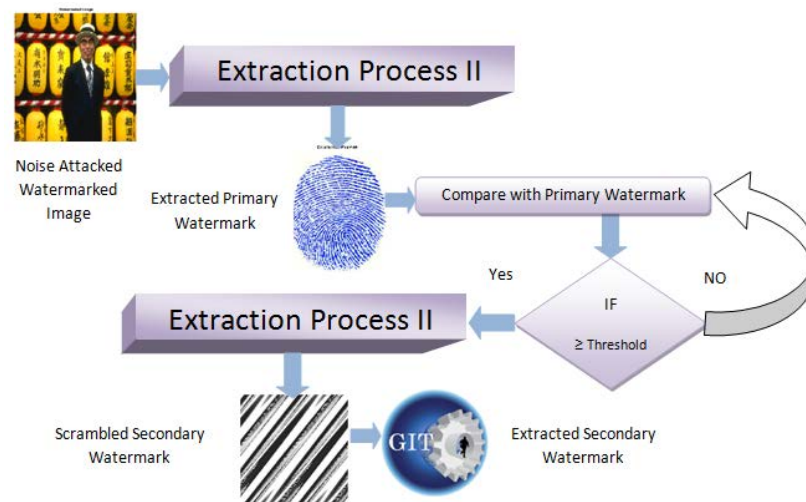 Extraction Process II
Noise Attacked
Watermarked
Image
Extracted Primary
Watermark
Compare with Primary Watermark
Yes
NO
IF
≥ Threshold
Extraction Process II
Scrambled Secondary
Watermark
GIT
Extracted Secondary
Watermark